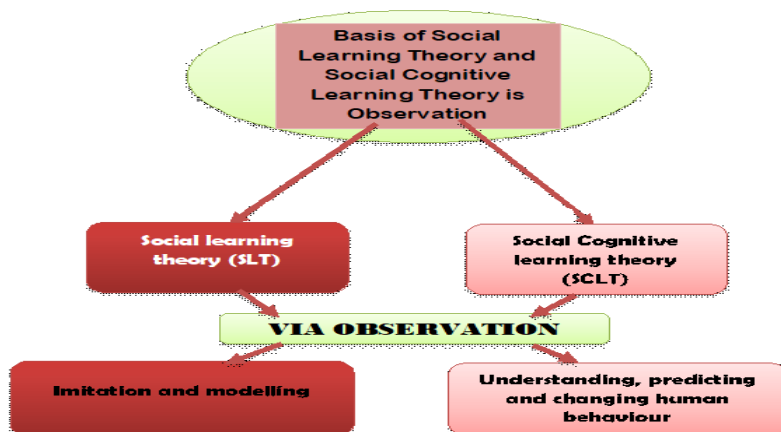 Basis of Social
Learning Theory and
Social Cognitive
Learning Theory is
Observation
Social learning
theory (SLT)
Social Cognitive
learning theory
(SCLT)
VIA OBSERVATION
Imitation and modelling
Understanding, predicting
and changing human
behaviour